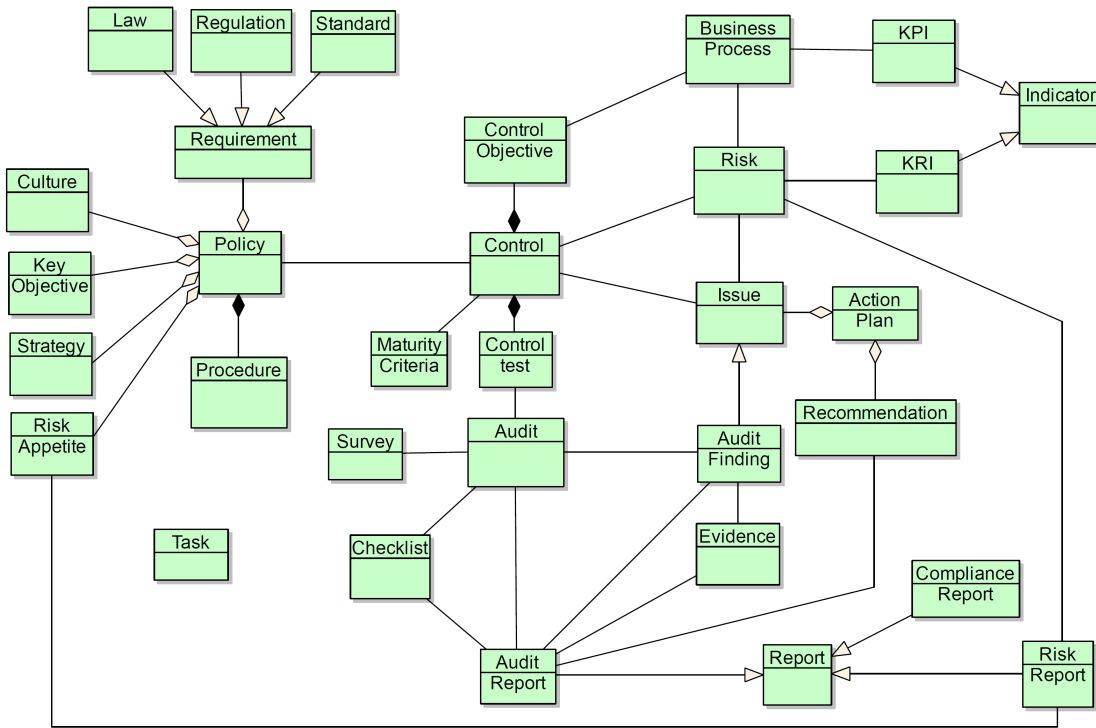 Law
Regulation
Standard
Business
Process
KPI
Indicator
Requirement
Control
Objective
Risk
KRI
Culture
Policy
Control
Key
Objective
Issue
Action
Plan
Strategy
Procedure
Maturity
Criteria
Control
test
Risk
Appetite
Survey
Audit
Audit
Finding
Recommendation
Task
Checklist
Evidence
Compliance
Report
Audit
Report
Report
Risk
Report